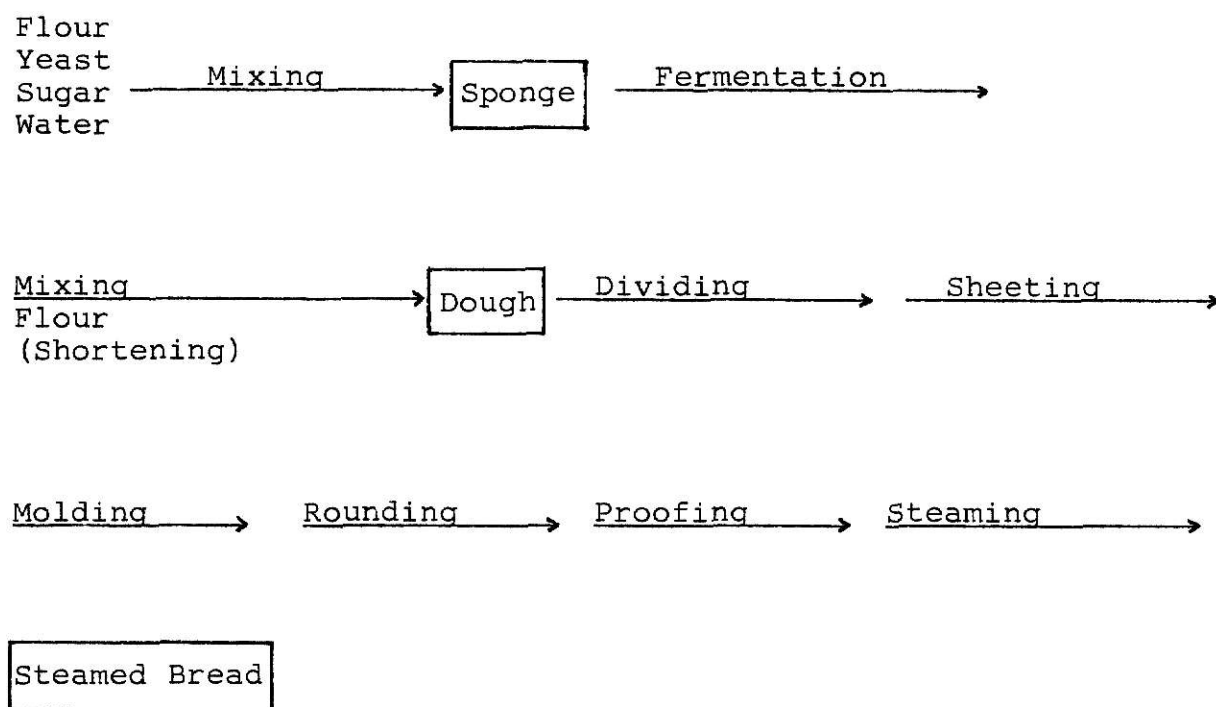 Flour
Yeast
Sugar
Water
Mixing
Sponge
Fermentation
Mixing
Flour
(Shortening)
Dough
Dividing
Sheeting
Molding
Rounding
Proofing
Steaming
Steamed Bread